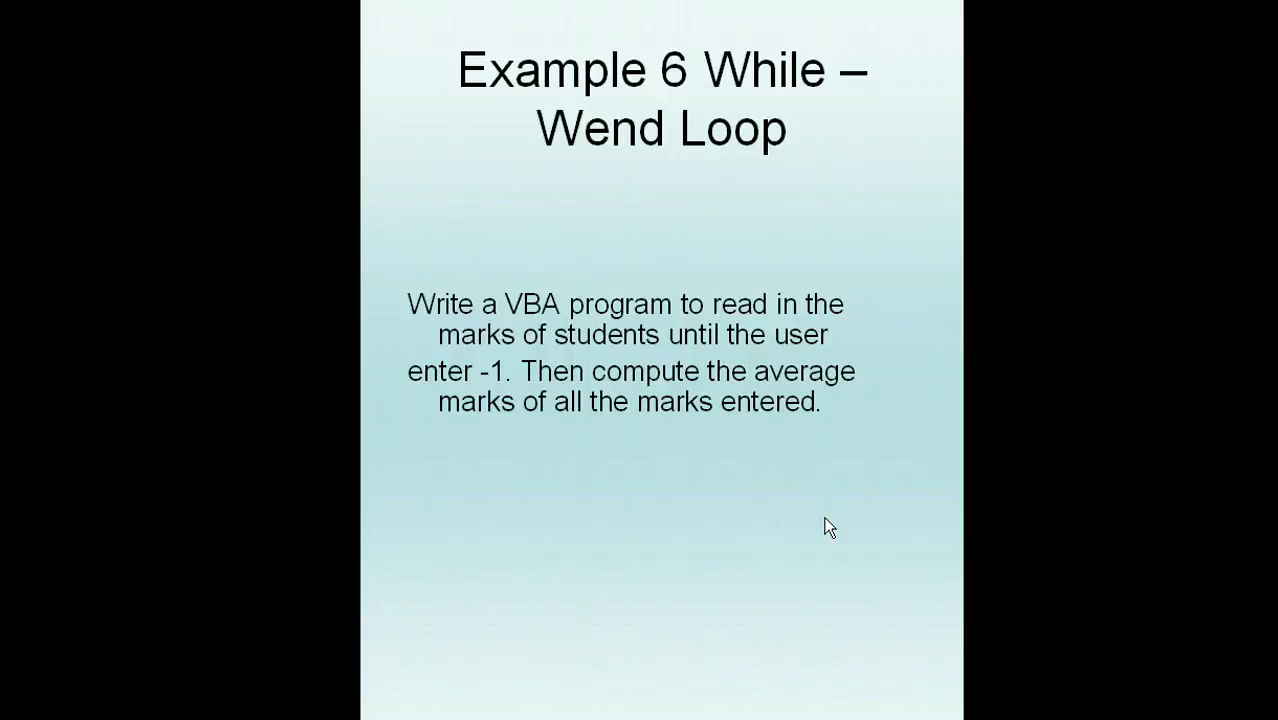 Example 6 While –
Wend Loop
Write a VBA program to read in the
marks of students until the user
enter -1. Then compute the average
marks of all the marks entered.